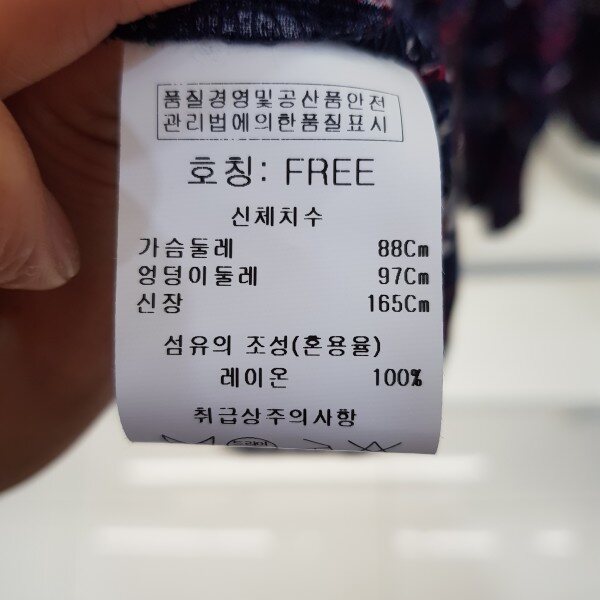 품질경영및공산품안전
관리법에의한품질표시
호칭: FREE
신체치수
가슴둘레 88Cm
엉덩이둘레 97Cm
신장 165Cm
섬유의 조성(혼용율)
레이온 100%
취급상주의사항
드라이